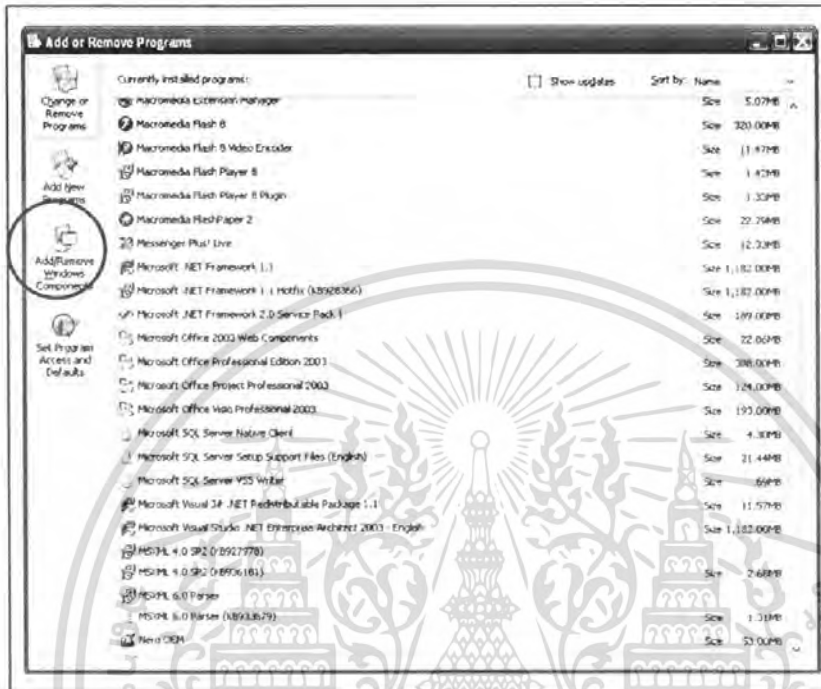 Add or Remove Programs
Change or
Remove
Programs
Add New
Programs
Add/Remove
Windows
Components
Set Program
Access and
Defaults
Currently installed programs:
Show updates
Sort by: Name
Macromedia Extension Manager Size 5.07MB
Macromedia Flash 8 Size 320.00MB
Macromedia Flash 8 Video Encoder Size 11.47MB
Macromedia Flash Player 8 Size 1.42MB
Macromedia Flash Player 8 Plugin Size 1.33MB
Macromedia FlashPaper 2 Size 22.79MB
Messenger Plus! Live Size 12.33MB
Microsoft .NET Framework 1.1 Size 1,182.00MB
Microsoft .NET Framework 1.1 Hotfix (KB928366) Size 1,182.00MB
Microsoft .NET Framework 2.0 Service Pack 1 Size 189.00MB
Microsoft Office 2003 Web Components Size 22.06MB
Microsoft Office Professional Edition 2003 Size 388.00MB
Microsoft Office Project Professional 2003 Size 124.00MB
Microsoft Office Visio Professional 2003 Size 193.00MB
Microsoft SQL Server Native Client Size 4.30MB
Microsoft SQL Server Setup Support Files (English) Size 21.44MB
Microsoft SQL Server VSS Writer Size .69MB
Microsoft Visual J# .NET Redistributable Package 1.1 Size 11.57MB
Microsoft Visual Studio .NET Enterprise Architect 2003 - English Size 1,182.00MB
MSXML 4.0 SP2 (KB927978)
MSXML 4.0 SP2 (KB936181) Size 2.68MB
MSXML 6.0 Parser
MSXML 6.0 Parser (KB933579) Size 1.31MB
Nero OEM Size 53.00MB